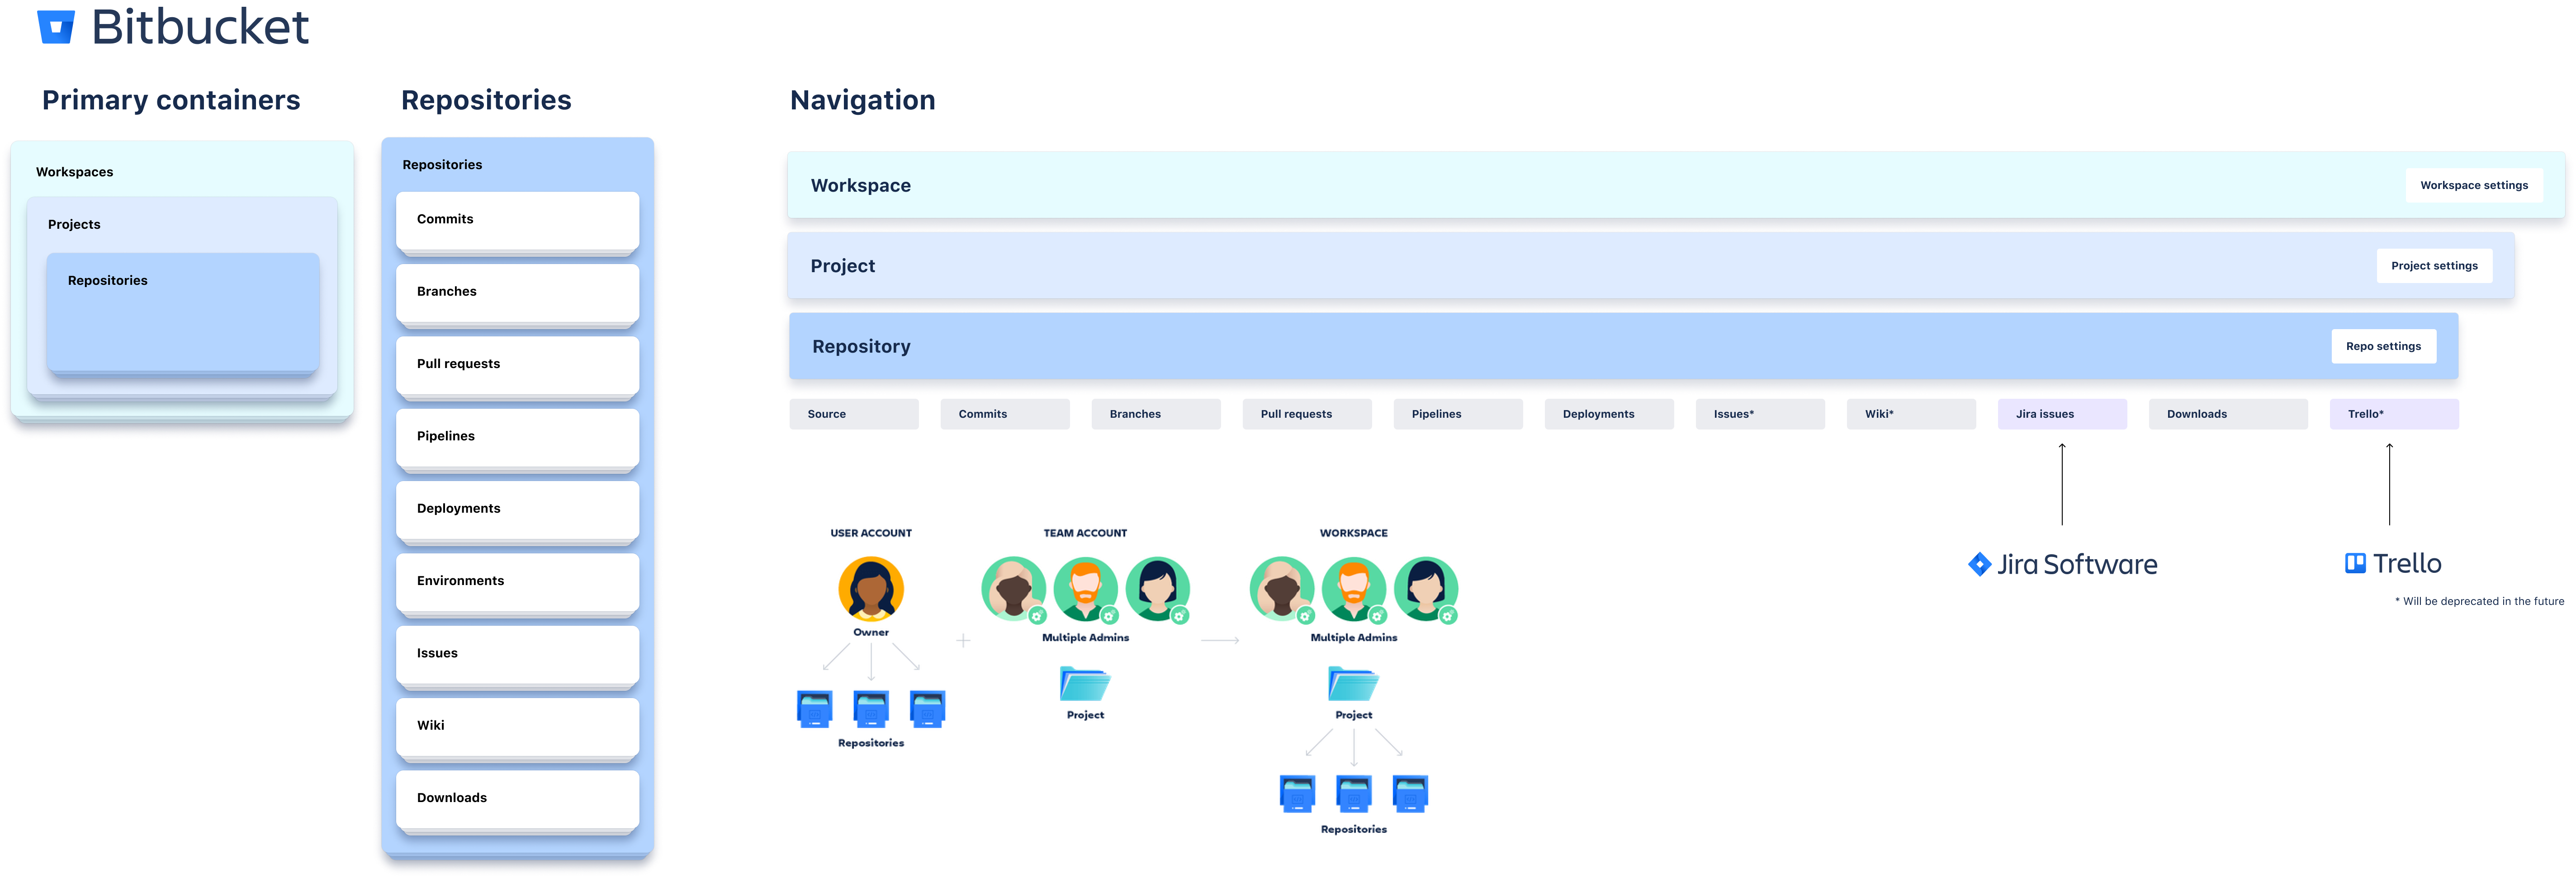 Bitbucket
Primary containers
Workspaces
Projects
Repositories
Repositories
Repositories
Commits
Branches
Pull requests
Pipelines
Deployments
Environments
Issues
Wiki
Downloads
Navigation
Workspace
Workspace settings
Project
Project settings
Repository
Repo settings
Source
Commits
Branches
Pull requests
Pipelines
Deployments
Issues*
Wiki*
Jira issues
Downloads
Trello*
USER ACCOUNT
Owner
Repositories
TEAM ACCOUNT
Multiple Admins
Project
WORKSPACE
Multiple Admins
Project
Repositories
Jira Software
Trello
* Will be deprecated in the future